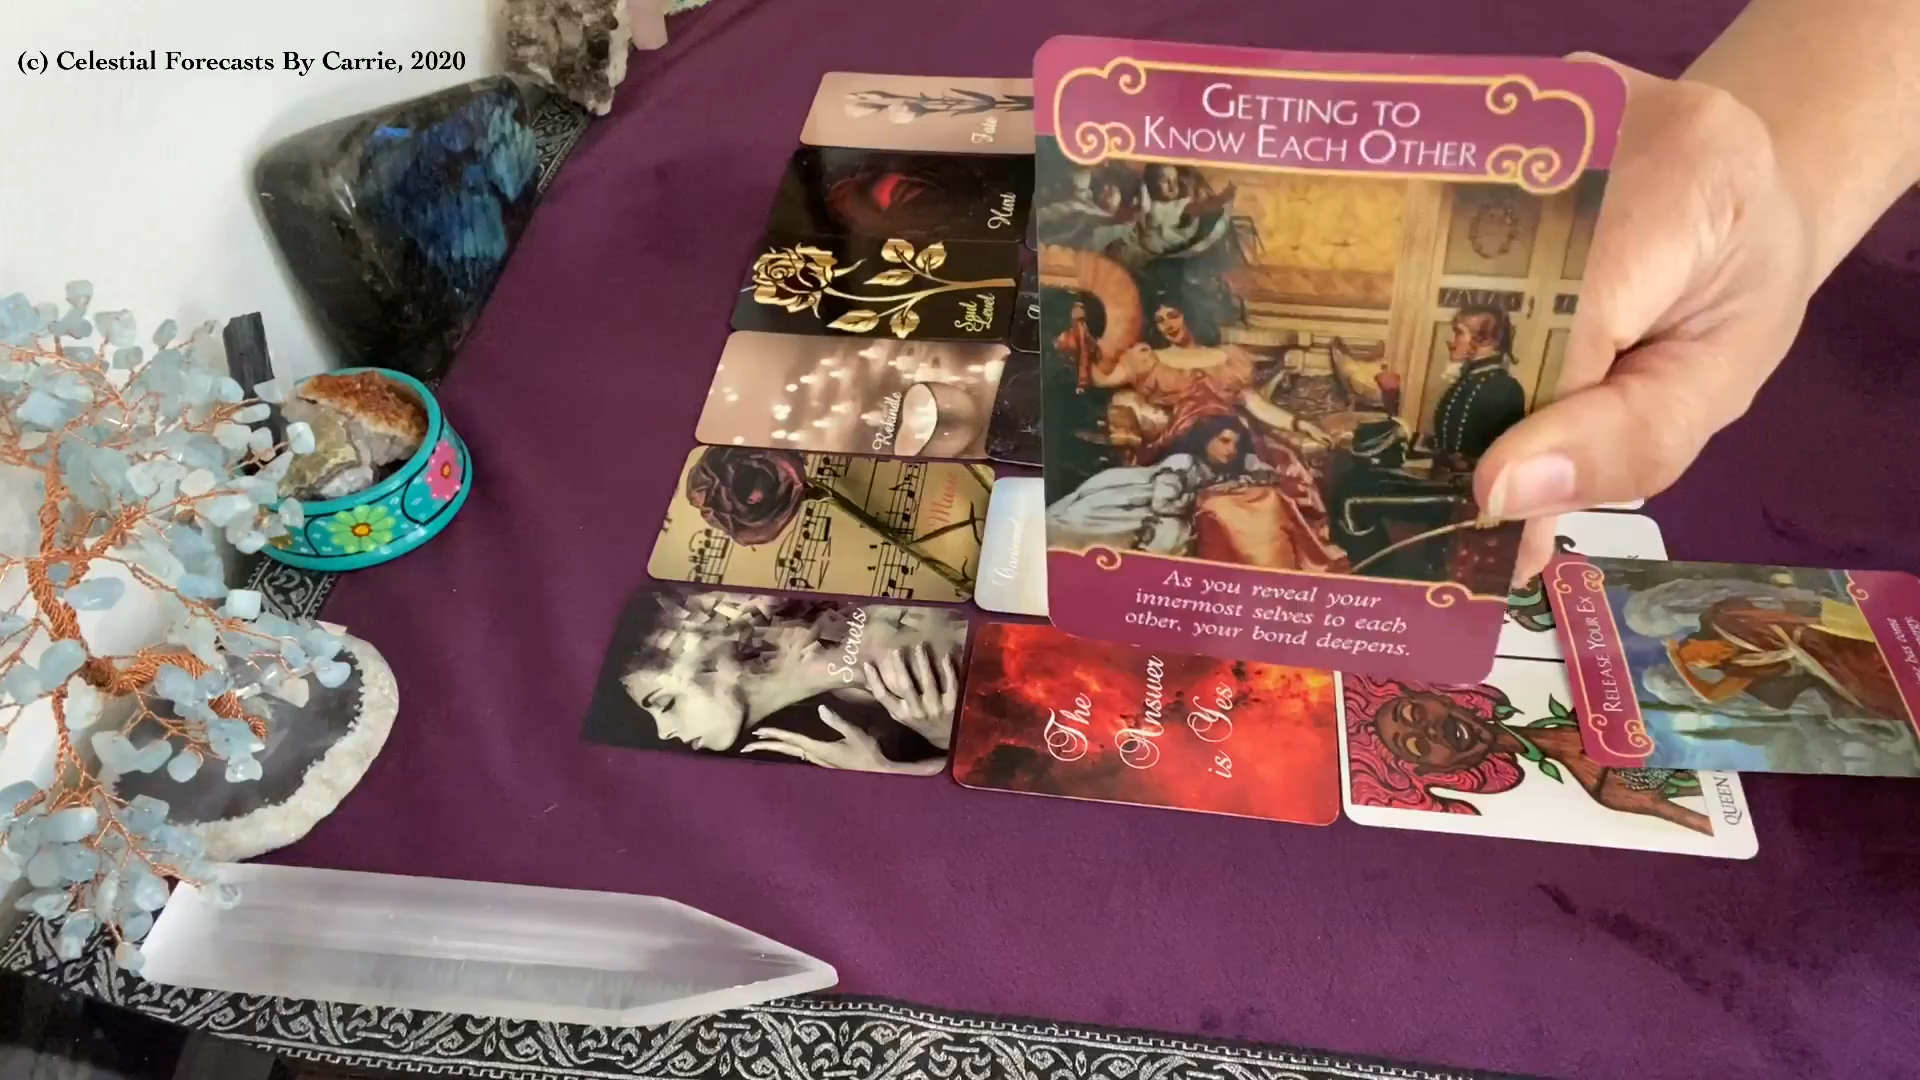 (c) Celestial Forecasts By Carrie, 2020
GETTING TO
KNOW EACH OTHER
As you reveal your
innermost selves to each
other, your bond deepens.
Fate
Hurt
Soul
Level
Rekindle
Music
Secrets
The
Answer
is Yes
RELEASE YOUR EX
QUEEN